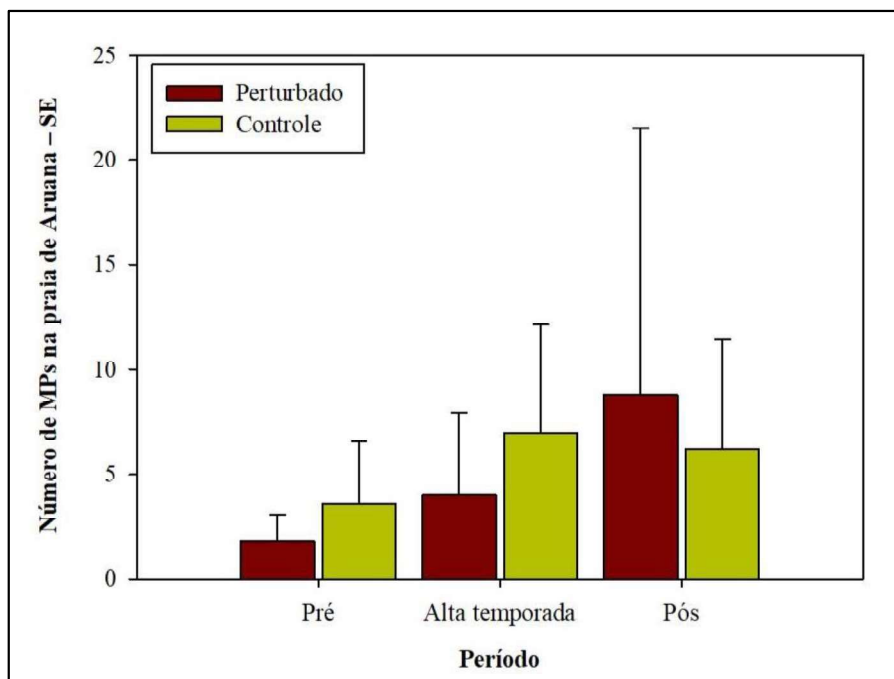 Número de MPs na praia de Aruana – SE
25
20
15
10
5
0
Perturbado
Controle
Pré
Alta temporada
Pós
Período